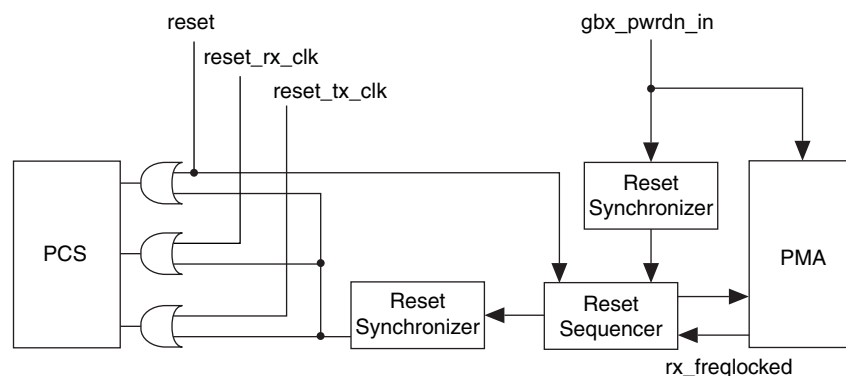 reset
gbx_pwrdn_in
reset_rx_clk
reset_tx_clk
Reset
Synchronizer
PCS
PMA
Reset
Synchronizer
Reset
Sequencer
rx_freqlocked